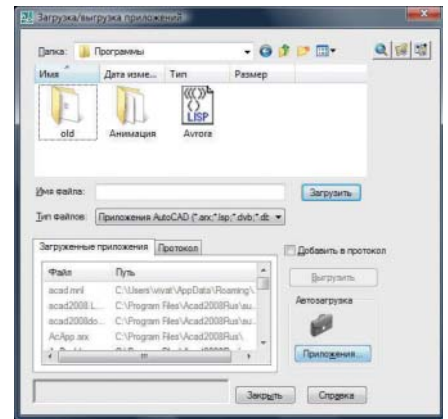 Загрузка/выгрузка приложений
Папка: Программы
Имя Дата изме... Тип Размер
LISP
old Анимация Avrora
Имя файла: Загрузить
Тип файлов: Приложения AutoCAD (*.arx;*.lsp;*.dvb;*.dt
Загруженные приложения Протокол Добавить в протокол
Файл Путь
acad.mnl C:\Users\vivat\AppData\Roaming\
Выгрузить
acad2008.L... C:\Program Files\Acad2008Rus\su...
Автозагрузка
acad2008do... C:\Program Files\Acad2008Rus\su...
AcApp.arx C:\Program Files\Acad2008Rus\
Приложения...
Закрыть Справка